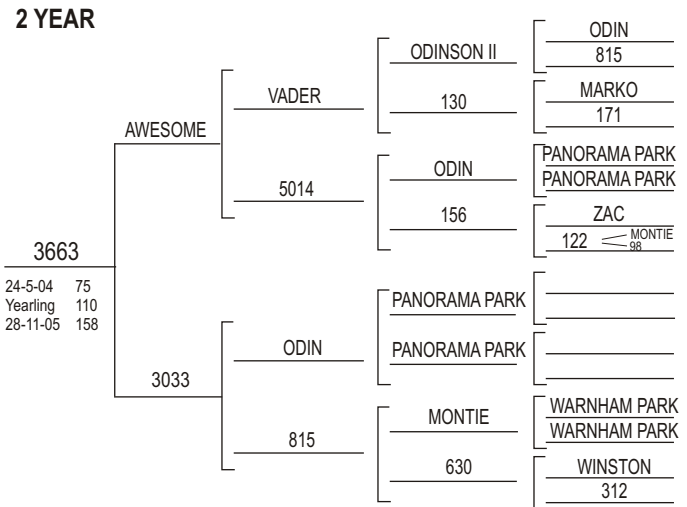 2 YEAR
3663
24-5-04 75
Yearling 110
28-11-05 158
AWESOME
3033
VADER
5014
ODIN
815
ODINSON II
130
ODIN
156
PANORAMA PARK
PANORAMA PARK
MONTIE
630
ODIN
815
MARKO
171
PANORAMA PARK
PANORAMA PARK
ZAC
122 MONTIE
98
WARNHAM PARK
WARNHAM PARK
WINSTON
312